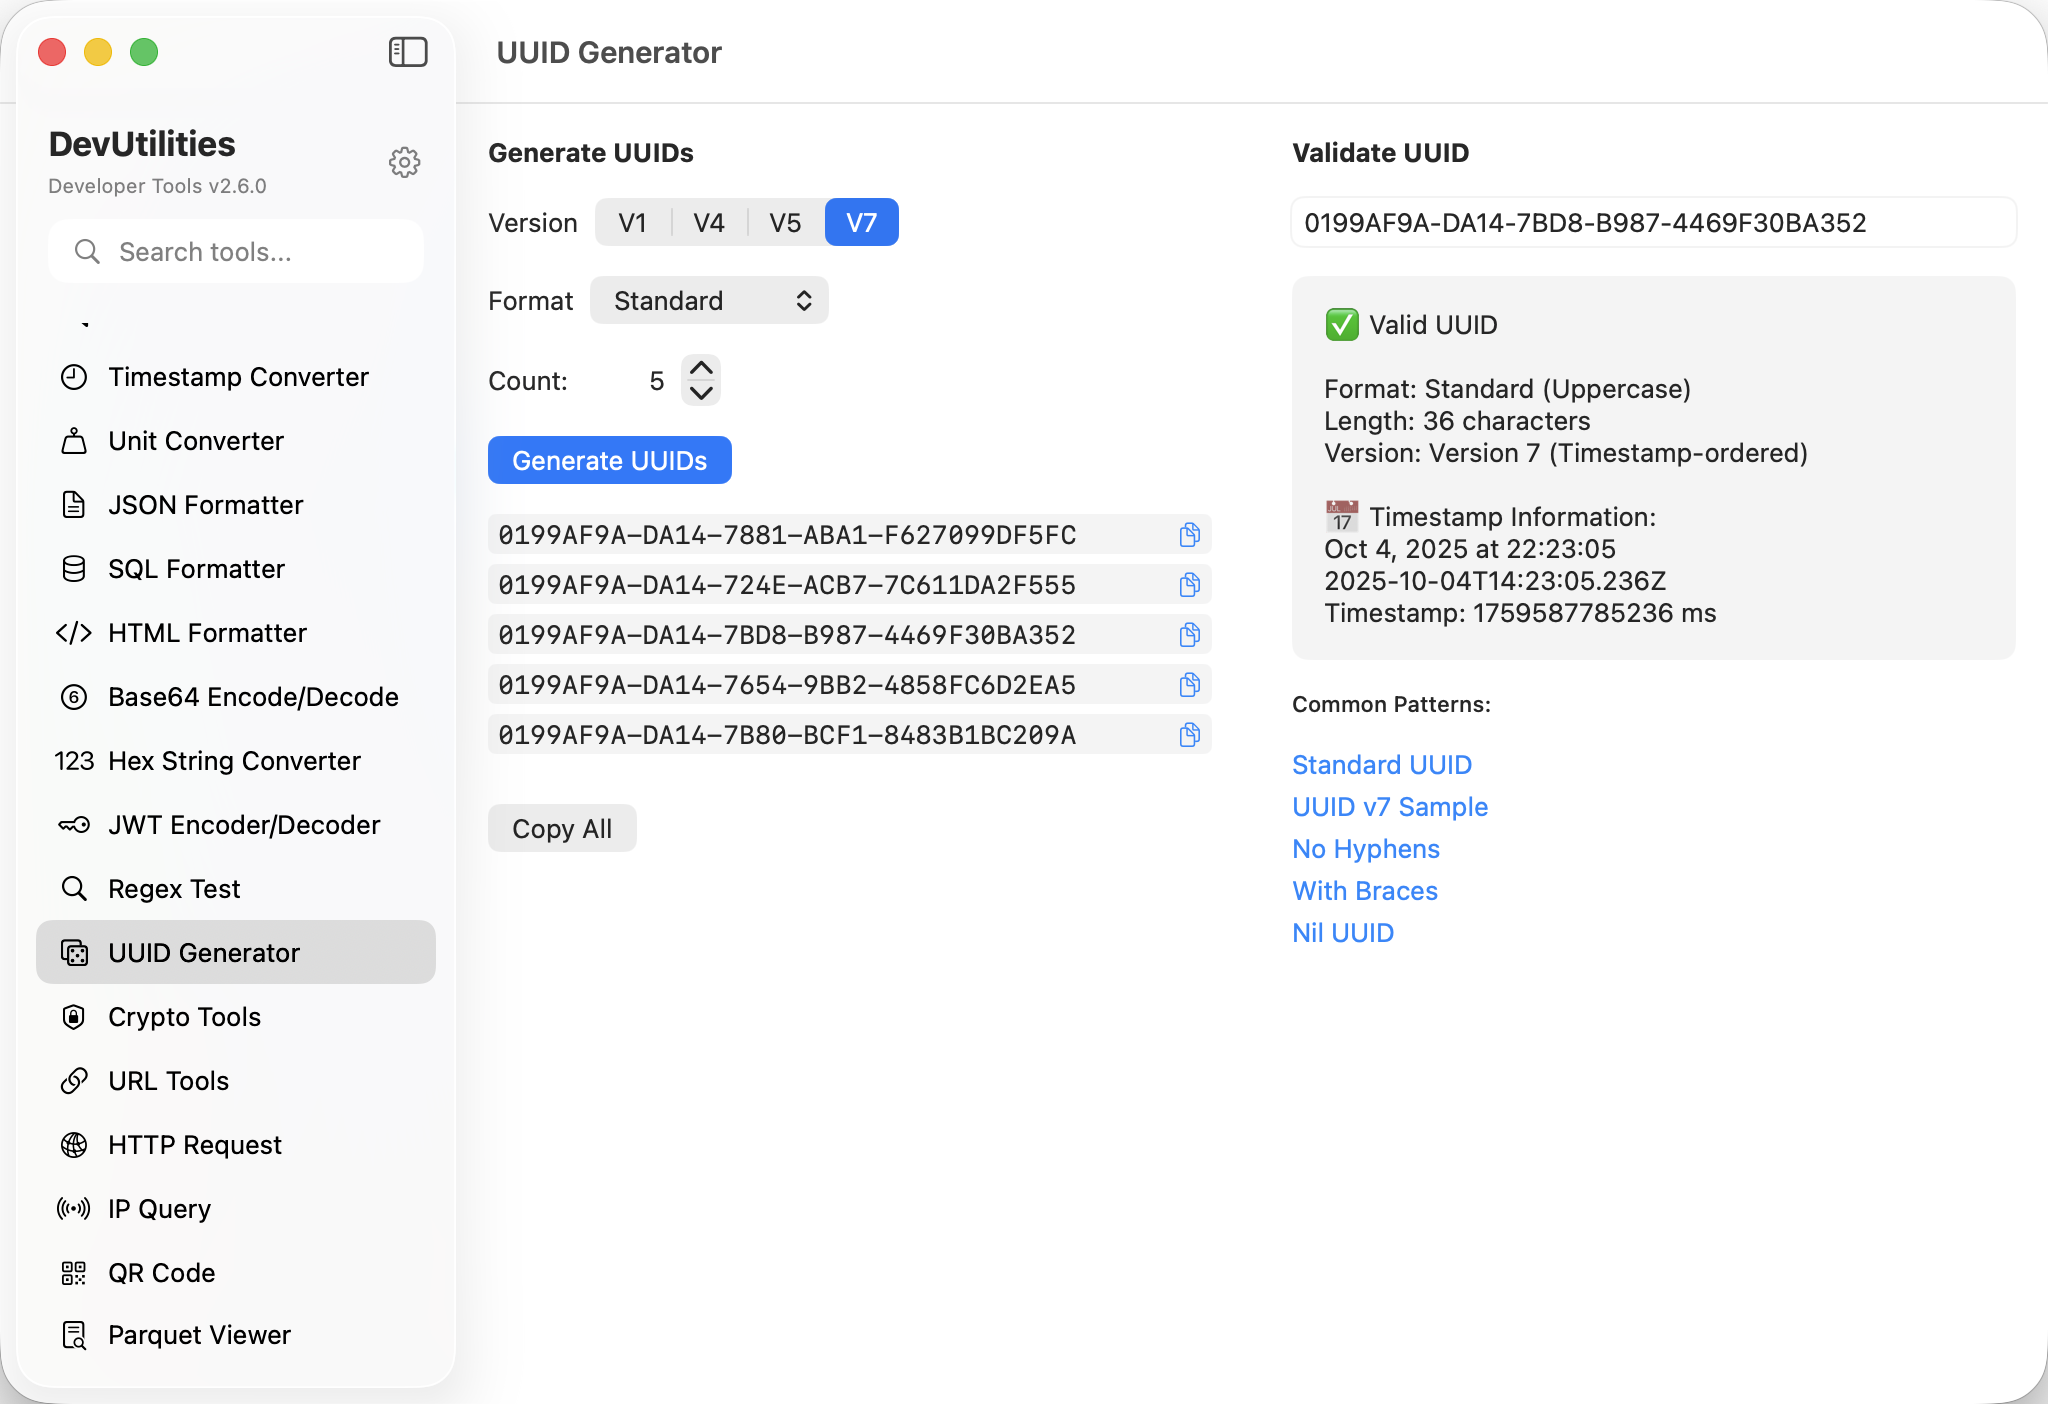 UUID Generator
DevUtilities
Developer Tools v2.6.0
Search tools...
Timestamp Converter
Unit Converter
JSON Formatter
SQL Formatter
</> HTML Formatter
6 Base64 Encode/Decode
123 Hex String Converter
JWT Encoder/Decoder
Regex Test
UUID Generator
Crypto Tools
URL Tools
HTTP Request
IP Query
QR Code
Parquet Viewer
Generate UUIDs
Version V1 V4 V5 V7
Format Standard
Count: 5
Generate UUIDs
0199AF9A-DA14-7881-ABA1-F627099DF5FC
0199AF9A-DA14-724E-ACB7-7C611DA2F555
0199AF9A-DA14-7BD8-B987-4469F30BA352
0199AF9A-DA14-7654-9BB2-4858FC6D2EA5
0199AF9A-DA14-7B80-BCF1-8483B1BC209A
Copy All
Validate UUID
0199AF9A-DA14-7BD8-B987-4469F30BA352
✅ Valid UUID
Format: Standard (Uppercase)
Length: 36 characters
Version: Version 7 (Timestamp-ordered)
📅 Timestamp Information:
Oct 4, 2025 at 22:23:05
2025-10-04T14:23:05.236Z
Timestamp: 1759587785236 ms
Common Patterns:
Standard UUID
UUID v7 Sample
No Hyphens
With Braces
Nil UUID